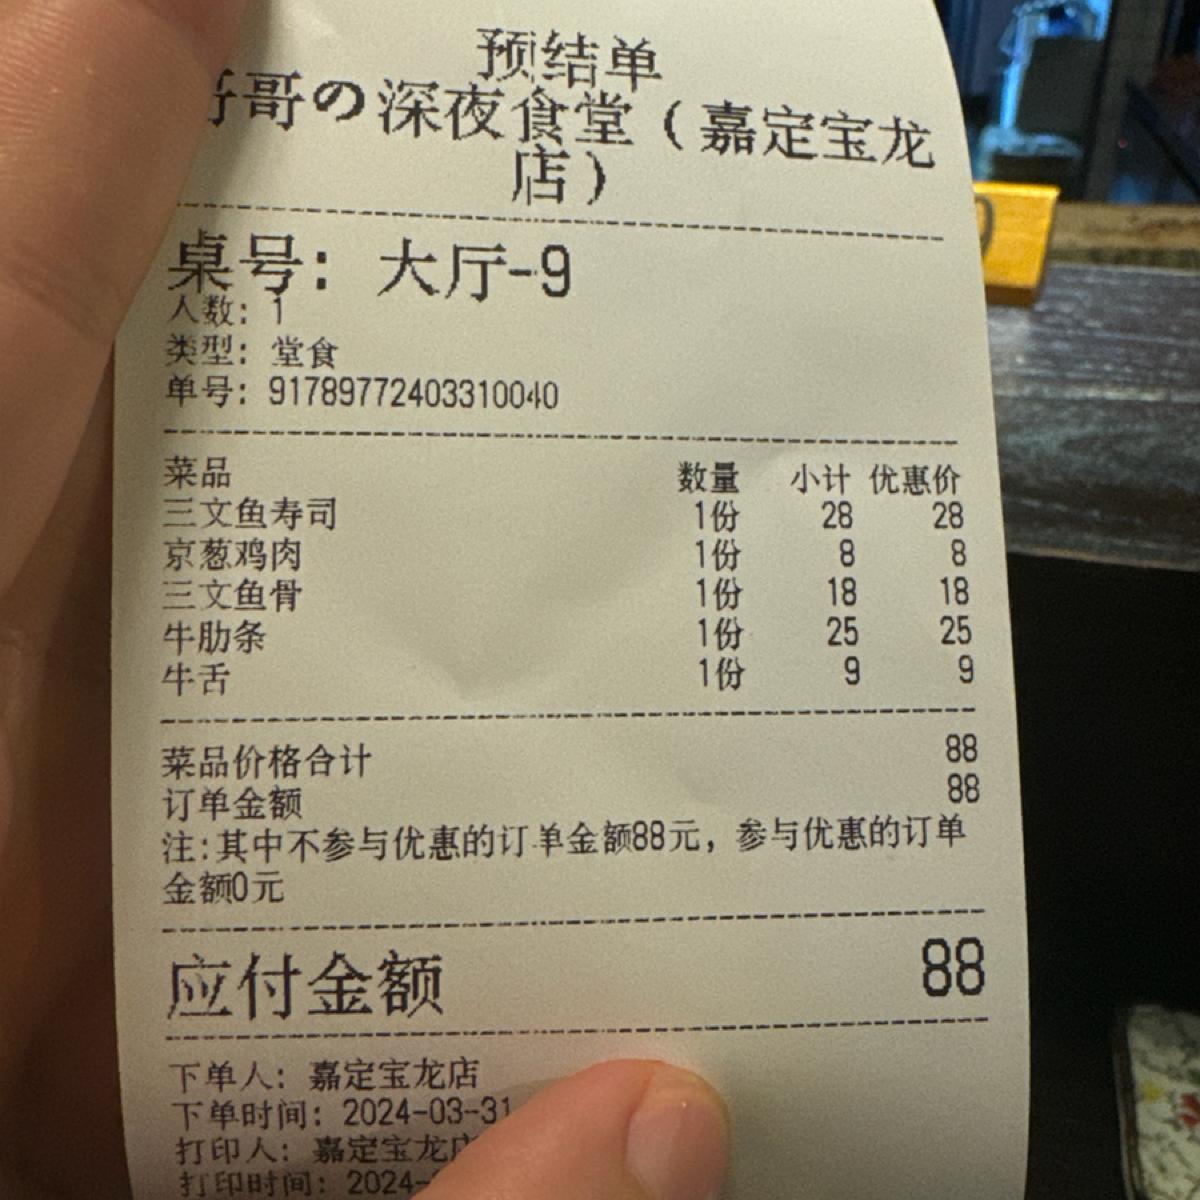 预结单
哥の深夜食堂（嘉定宝龙
店）
桌号：大厅-9
人数：1
类型：堂食
单号：91789772403310040
菜品 数量 小计 优惠价
三文鱼寿司 1份 28 28
京葱鸡肉 1份 8 8
三文鱼骨 1份 18 18
牛肋条 1份 25 25
牛舌 1份 9 9
菜品价格合计 88
订单金额 88
注:其中不参与优惠的订单金额88元，参与优惠的订单
金额0元
应付金额 88
下单人：嘉定宝龙店
下单时间：2024-03-31
打印人：嘉定宝龙店
打印时间：2024-